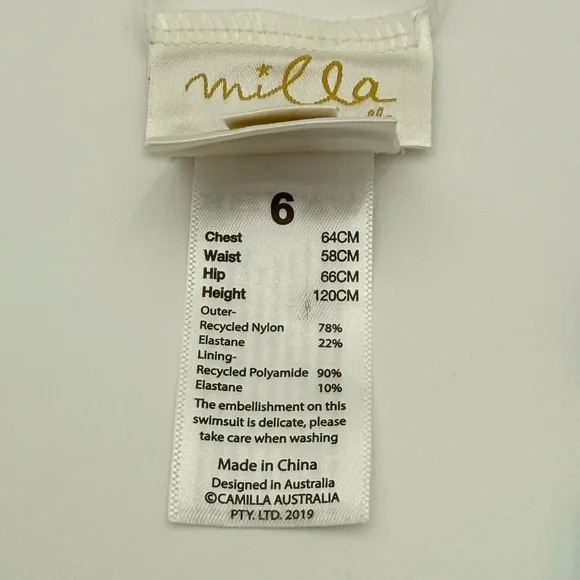 milla
6
Chest 64CM
Waist 58CM
Hip 66CM
Height 120CM
Outer-
Recycled Nylon 78%
Elastane 22%
Lining-
Recycled Polyamide 90%
Elastane 10%
The embellishment on this
swimsuit is delicate, please
take care when washing
Made in China
Designed in Australia
©CAMILLA AUSTRALIA
PTY. LTD. 2019